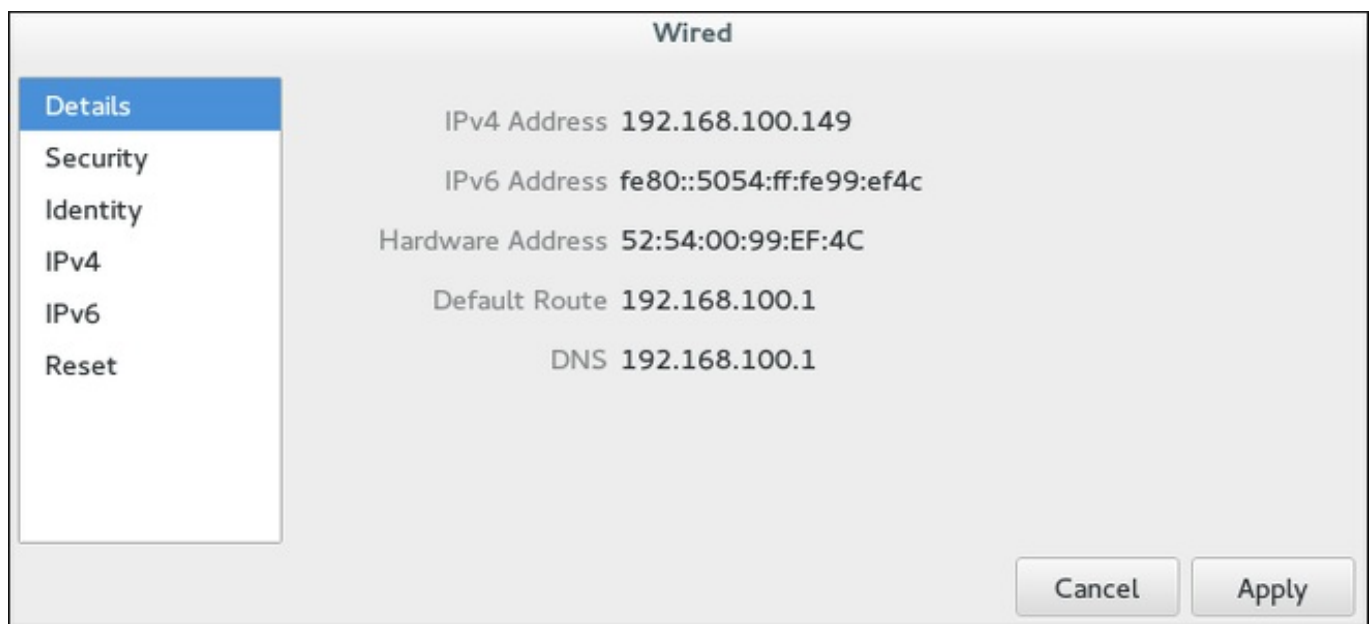 Wired
Details
Security
Identity
IPv4
IPv6
Reset
IPv4 Address 192.168.100.149
IPv6 Address fe80::5054:ff:fe99:ef4c
Hardware Address 52:54:00:99:EF:4C
Default Route 192.168.100.1
DNS 192.168.100.1
Cancel Apply